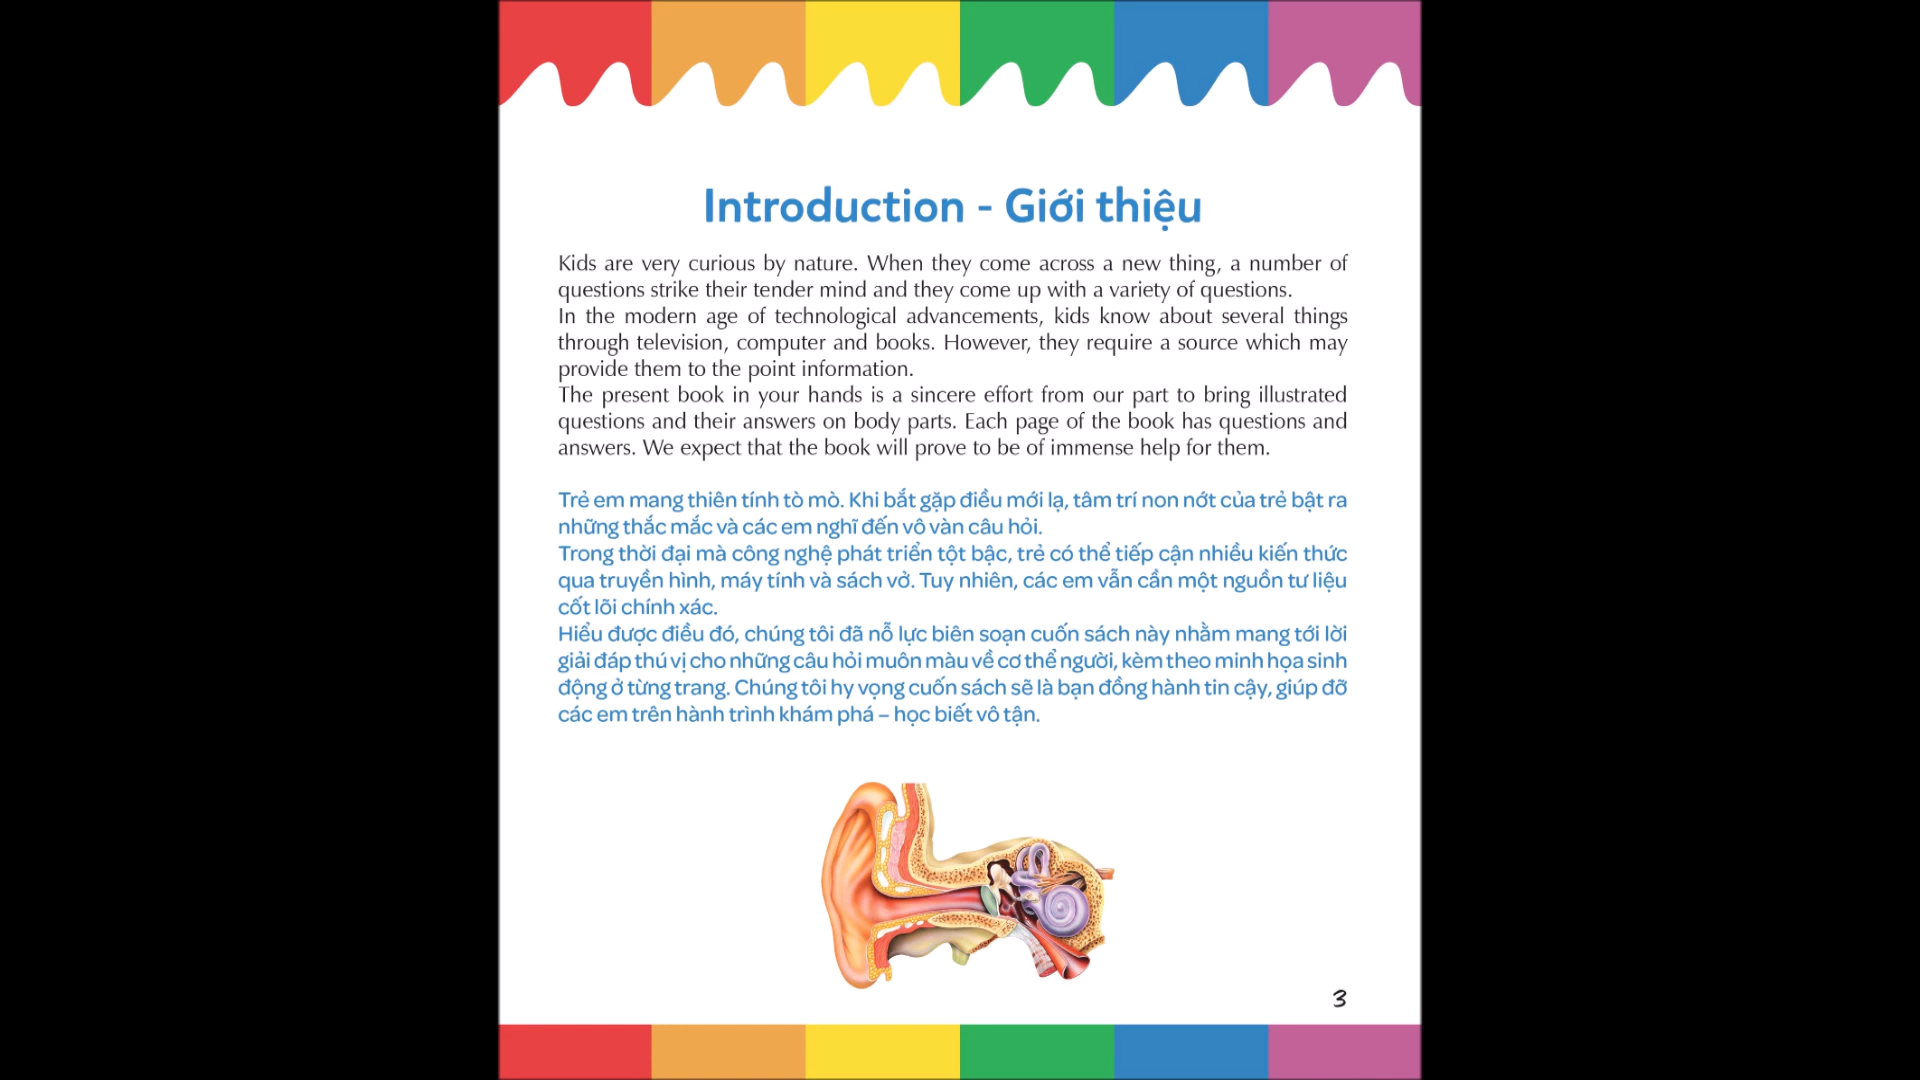 Introduction - Giới thiệu
Kids are very curious by nature. When they come across a new thing, a number of
questions strike their tender mind and they come up with a variety of questions.
In the modern age of technological advancements, kids know about several things
through television, computer and books. However, they require a source which may
provide them to the point information.
The present book in your hands is a sincere effort from our part to bring illustrated
questions and their answers on body parts. Each page of the book has questions and
answers. We expect that the book will prove to be of immense help for them.
Trẻ em mang thiên tính tò mò. Khi bắt gặp điều mới lạ, tâm trí non nớt của trẻ bật ra
những thắc mắc và các em nghĩ đến vô vàn câu hỏi.
Trong thời đại mà công nghệ phát triển tột bậc, trẻ có thể tiếp cận nhiều kiến thức
qua truyền hình, máy tính và sách vở. Tuy nhiên, các em vẫn cần một nguồn tư liệu
cốt lõi chính xác.
Hiểu được điều đó, chúng tôi đã nỗ lực biên soạn cuốn sách này nhằm mang tới lời
giải đáp thú vị cho những câu hỏi muôn màu về cơ thể người, kèm theo minh họa sinh
động ở từng trang. Chúng tôi hy vọng cuốn sách sẽ là bạn đồng hành tin cậy, giúp đỡ
các em trên hành trình khám phá – học biết vô tận.
3